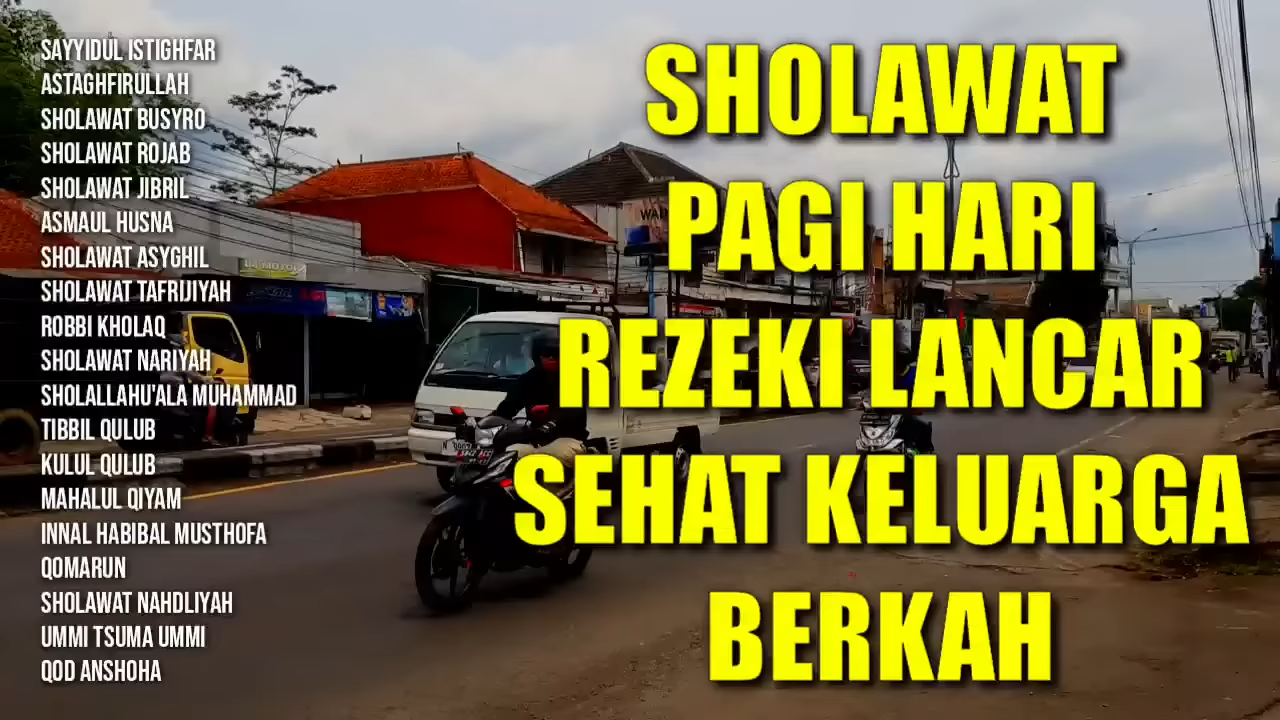 SAYYIDUL ISTIGHFAR
ASTAGHFIRULLAH
SHOLAWAT BUSYRO
SHOLAWAT ROJAB
SHOLAWAT JIBRIL
ASMAUL HUSNA
SHOLAWAT ASYGHIL
SHOLAWAT TAFRIJIYAH
ROBBI KHOLAQ
SHOLAWAT NARIYAH
SHOLALLAHU'ALA MUHAMMAD
TIBBIL QULUB
KULUL QULUB
MAHALUL QIYAM
INNAL HABIBAL MUSTHOFA
QOMARUN
SHOLAWAT NAHDLIYAH
UMMI TSUMA UMMI
QOD ANSHOHA
SHOLAWAT
PAGI HARI
REZEKI LANCAR
SEHAT KELUARGA
BERKAH